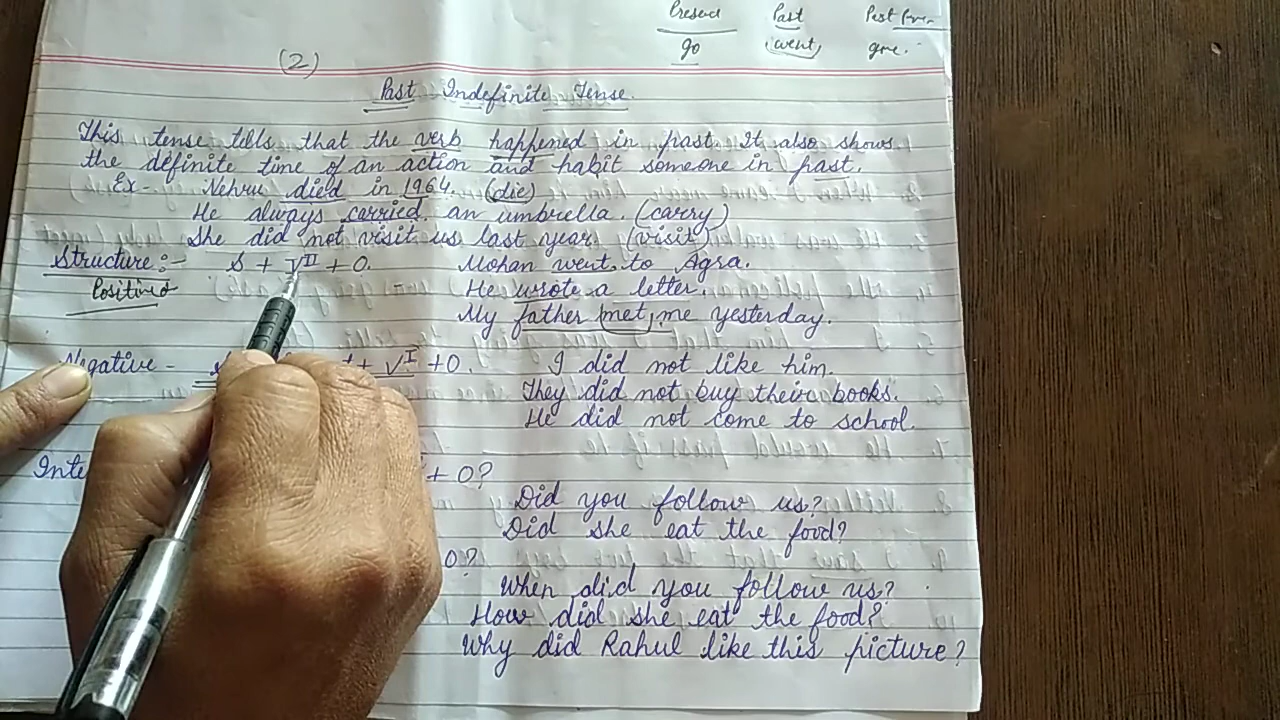 Present Past Past
go went gone.
(2)
Past Indefinite Tense.
This tense tells that the verb happened in past. It also shows
the definite time of an action and habit someone in past.
Ex- Nehru died in 1964. (die)
He always carried an umbrella. (carry)
She did not visit us last year (visit)
Structure :- S + V II + O. Mohan went to Agra.
Positive He wrote a letter.
My father met me yesterday.
Negative - + V I + O. I did not like him.
They did not buy their books.
He did not come to school.
+ O?
Did you follow us?
Did she eat the food?
O?
When did you follow us?
How did she eat the food?
Why did Rahul like this picture?